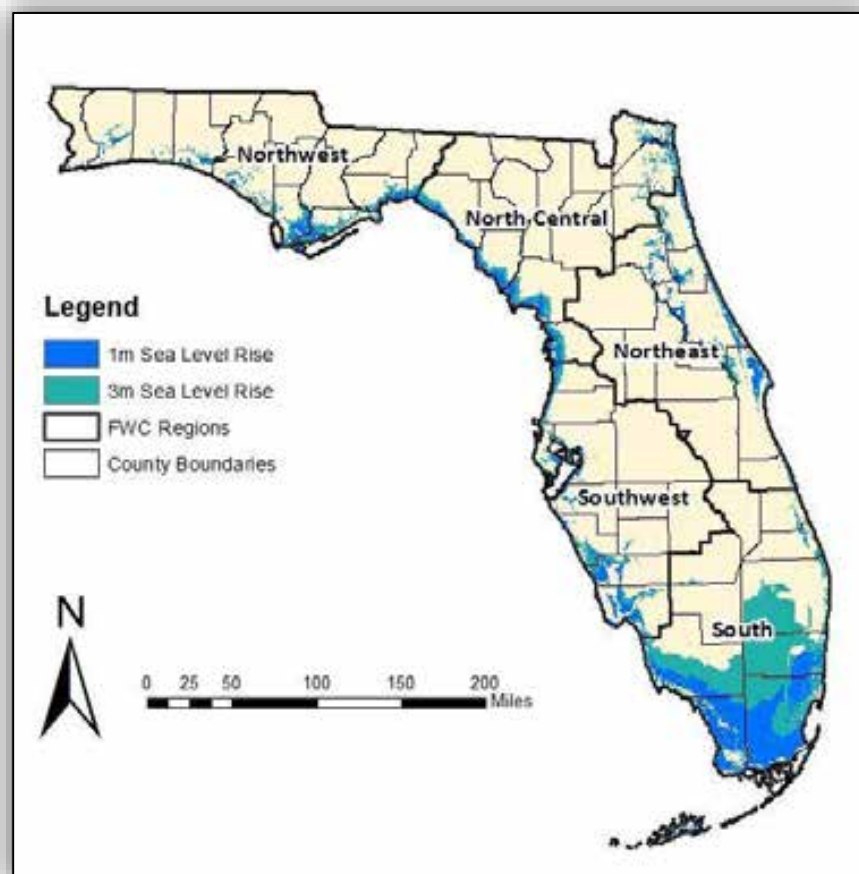 Northwest
North Central
Northeast
Southwest
South
Legend
1m Sea Level Rise
3m Sea Level Rise
FWC Regions
County Boundaries
N
0 25 50 100 150 200
Miles